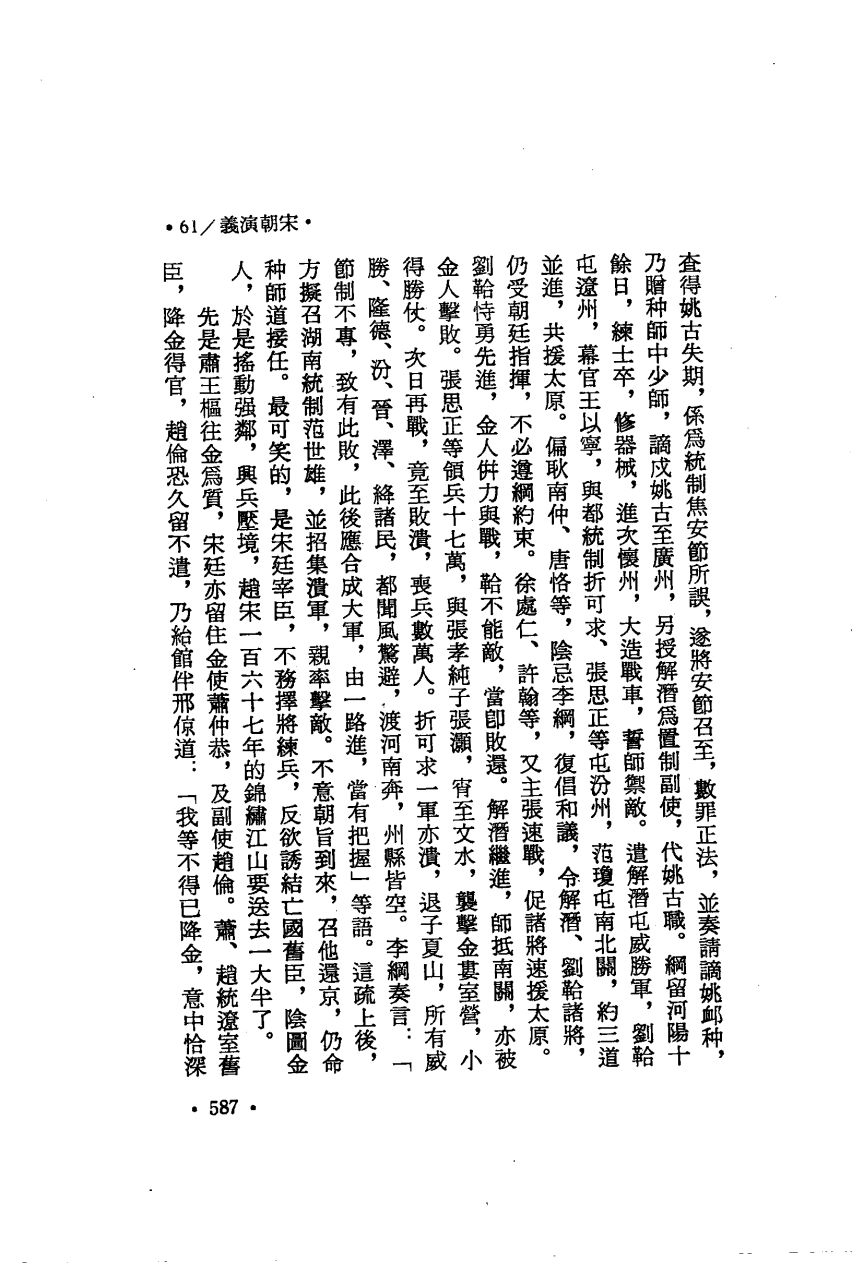 •61/義演朝宋•
查得姚古失期，係爲統制焦安節所誤，遂將安節召至，數罪正法，並奏請謫姚卹种，
乃贈种師中少師，謫戍姚古至廣州，另授解潛爲置制副使，代姚古職。綱留河陽十
餘日，練士卒，修器械，進次懷州，大造戰車，誓師禦敵。遣解潛屯威勝軍，劉韐
屯遼州，幕官王以寧，與都統制折可求、張思正等屯汾州，范瓊屯南北關，約三道
並進，共援太原。偏耿南仲、唐恪等，陰忌李綱，復倡和議，令解潛、劉韐諸將，
仍受朝廷指揮，不必遵綱約束。徐處仁、許翰等，又主張速戰，促諸將速援太原。
劉韐恃勇先進，金人併力與戰，韐不能敵，當卽敗還。解潛繼進，師抵南關，亦被
金人擊敗。張思正等領兵十七萬，與張孝純子張灝，宵至文水，襲擊金婁室營，小
得勝仗。次日再戰，竟至敗潰，喪兵數萬人。折可求一軍亦潰，退子夏山，所有威
勝、隆德、汾、晉、澤、絳諸民，都聞風驚避，渡河南奔，州縣皆空。李綱奏言：「
節制不專，致有此敗，此後應合成大軍，由一路進，當有把握」等語。這疏上後，
方擬召湖南統制范世雄，並招集潰軍，親率擊敵。不意朝旨到來，召他還京，仍命
种師道接任。最可笑的，是宋廷宰臣，不務擇將練兵，反欲誘結亡國舊臣，陰圖金
人，於是搖動强鄰，興兵壓境，趙宋一百六十七年的錦繡江山要送去一大半了。
先是肅王樞往金爲質，宋廷亦留住金使蕭仲恭，及副使趙倫。蕭、趙統遼室舊
臣，降金得官，趙倫恐久留不遣，乃紿館伴邢倞道：「我等不得已降金，意中恰深
•587•